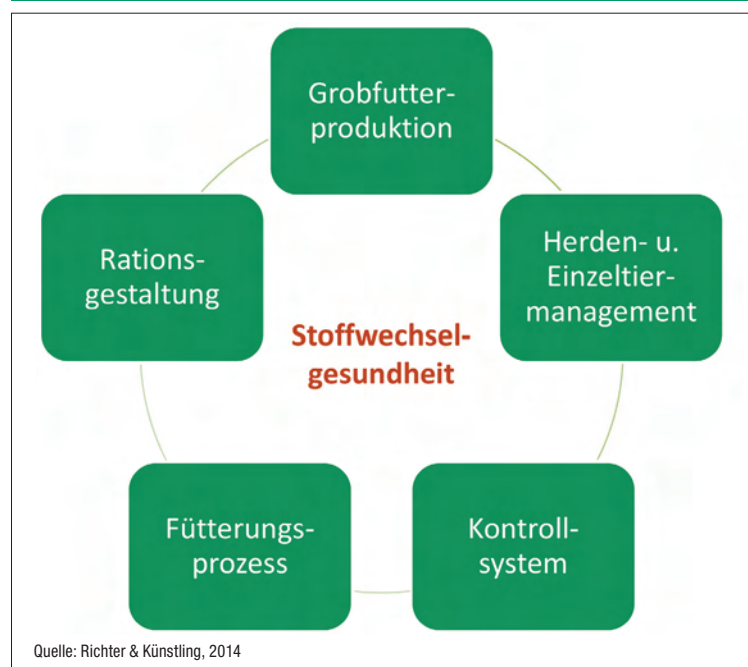 Grobfutter-
produktion
Herden- u.
Einzeltier-
management
Kontroll-
system
Fütterungs-
prozess
Rations-
gestaltung
Stoffwechsel-
gesundheit
Quelle: Richter & Künstling, 2014